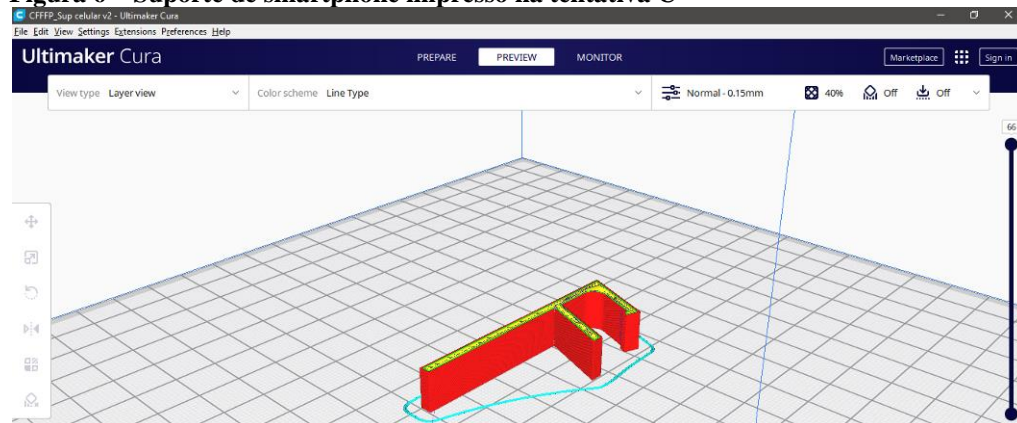 Figura 6 – Suporte de smartphone impresso na tentativa C
CFFFP_Sup celular v2 - Ultimaker Cura
File Edit View Settings Extensions Preferences Help
Ultimaker Cura
PREPARE
PREVIEW
MONITOR
Marketplace
Sign in
View type Layer view
Color scheme Line Type
Normal - 0.15mm
40%
Off
Off
66